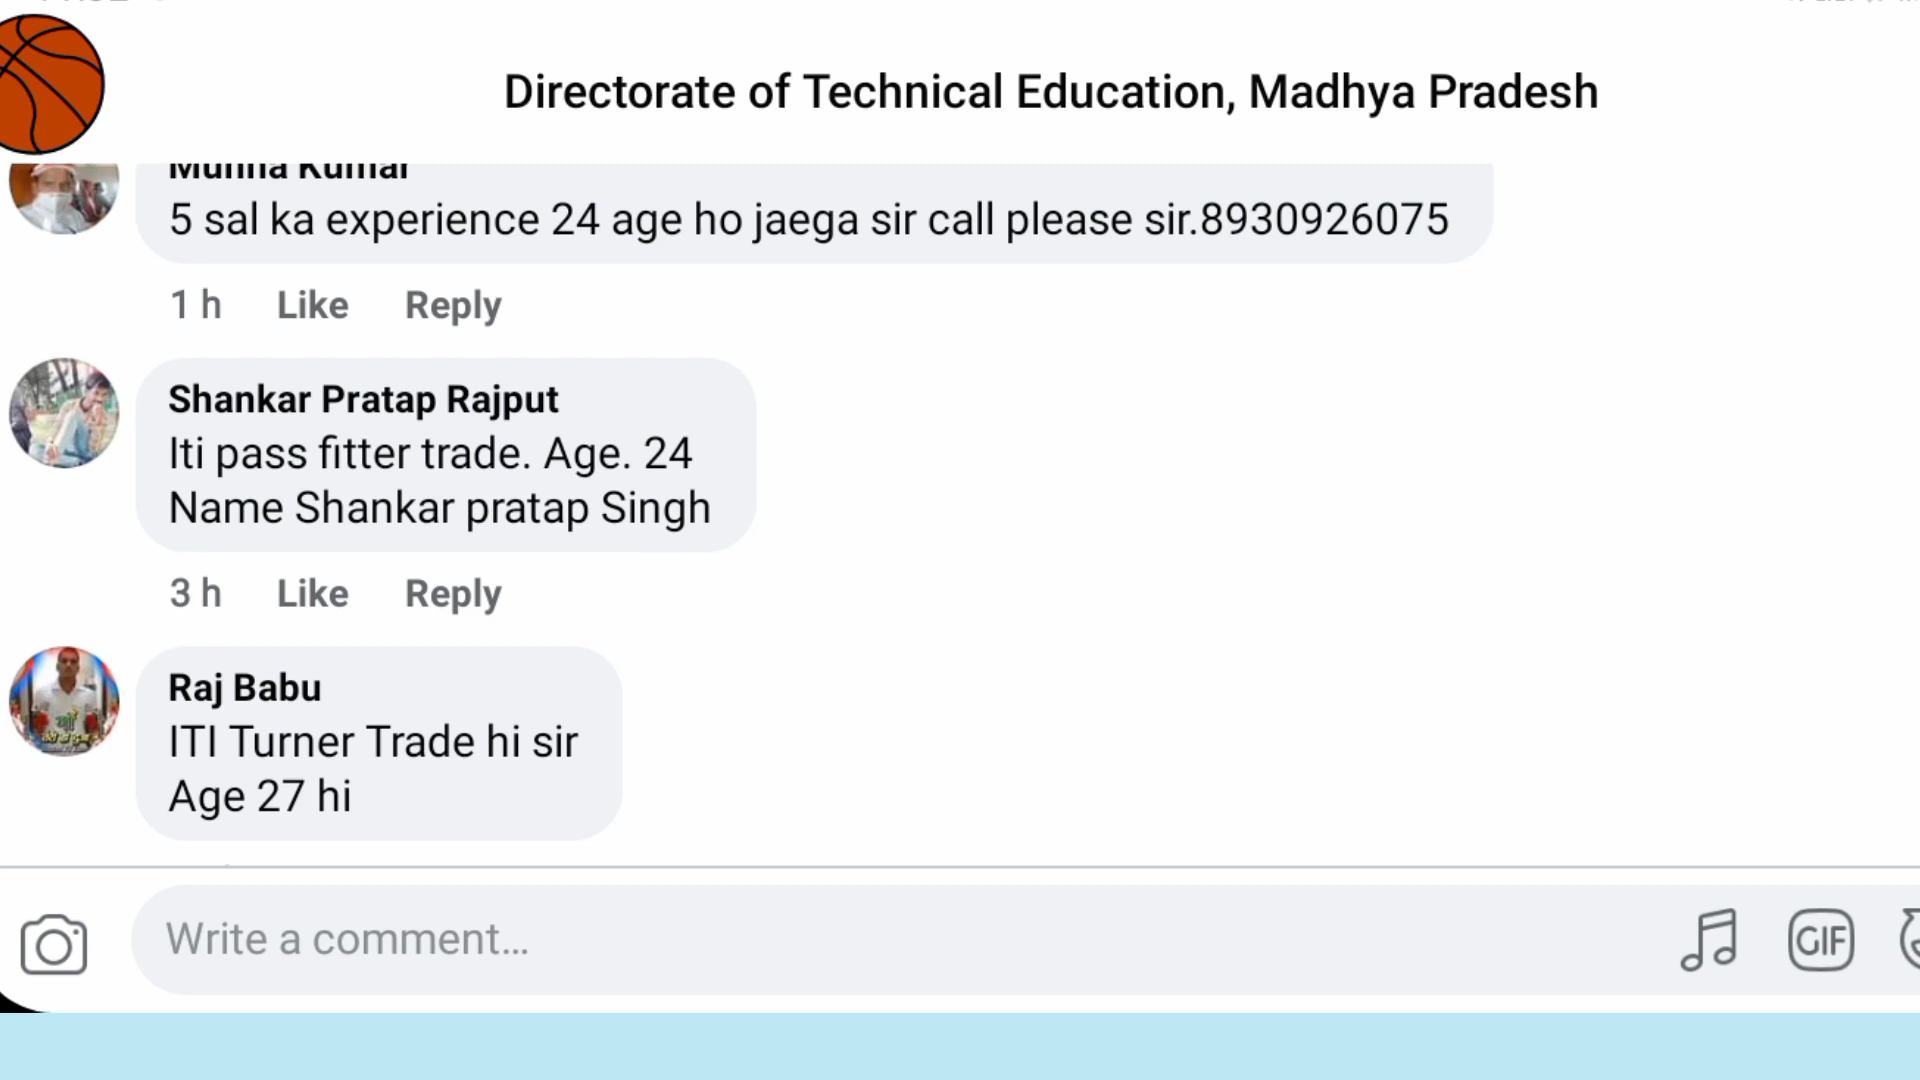 Directorate of Technical Education, Madhya Pradesh
Munna Kumar
5 sal ka experience 24 age ho jaega sir call please sir.8930926075
1 h Like Reply
Shankar Pratap Rajput
Iti pass fitter trade. Age. 24
Name Shankar pratap Singh
3 h Like Reply
Raj Babu
ITI Turner Trade hi sir
Age 27 hi
Write a comment...
GIF